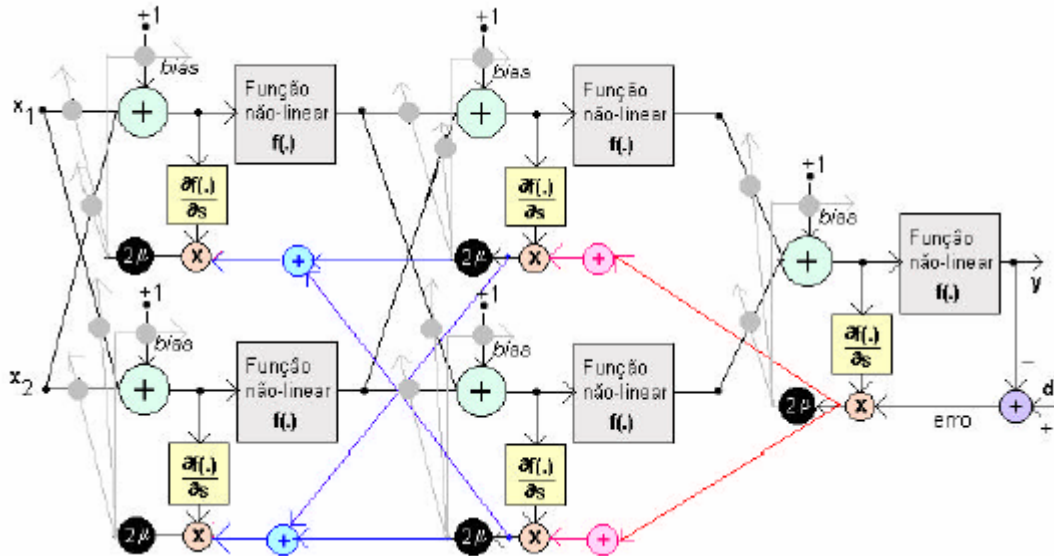 +1
+1
bias
bias
x1
+
Função
não-linear
f(.)
+
Função
não-linear
f(.)
∂f(.)
∂s
∂f(.)
∂s
+1
bias
2μ
x
+
2μ
x
+
+
Função
não-linear
f(.)
y
+1
+1
bias
bias
∂f(.)
∂s
−
x2
+
Função
não-linear
f(.)
+
Função
não-linear
f(.)
2μ
x
erro
+
d
+
∂f(.)
∂s
∂f(.)
∂s
2μ
x
+
2μ
x
+